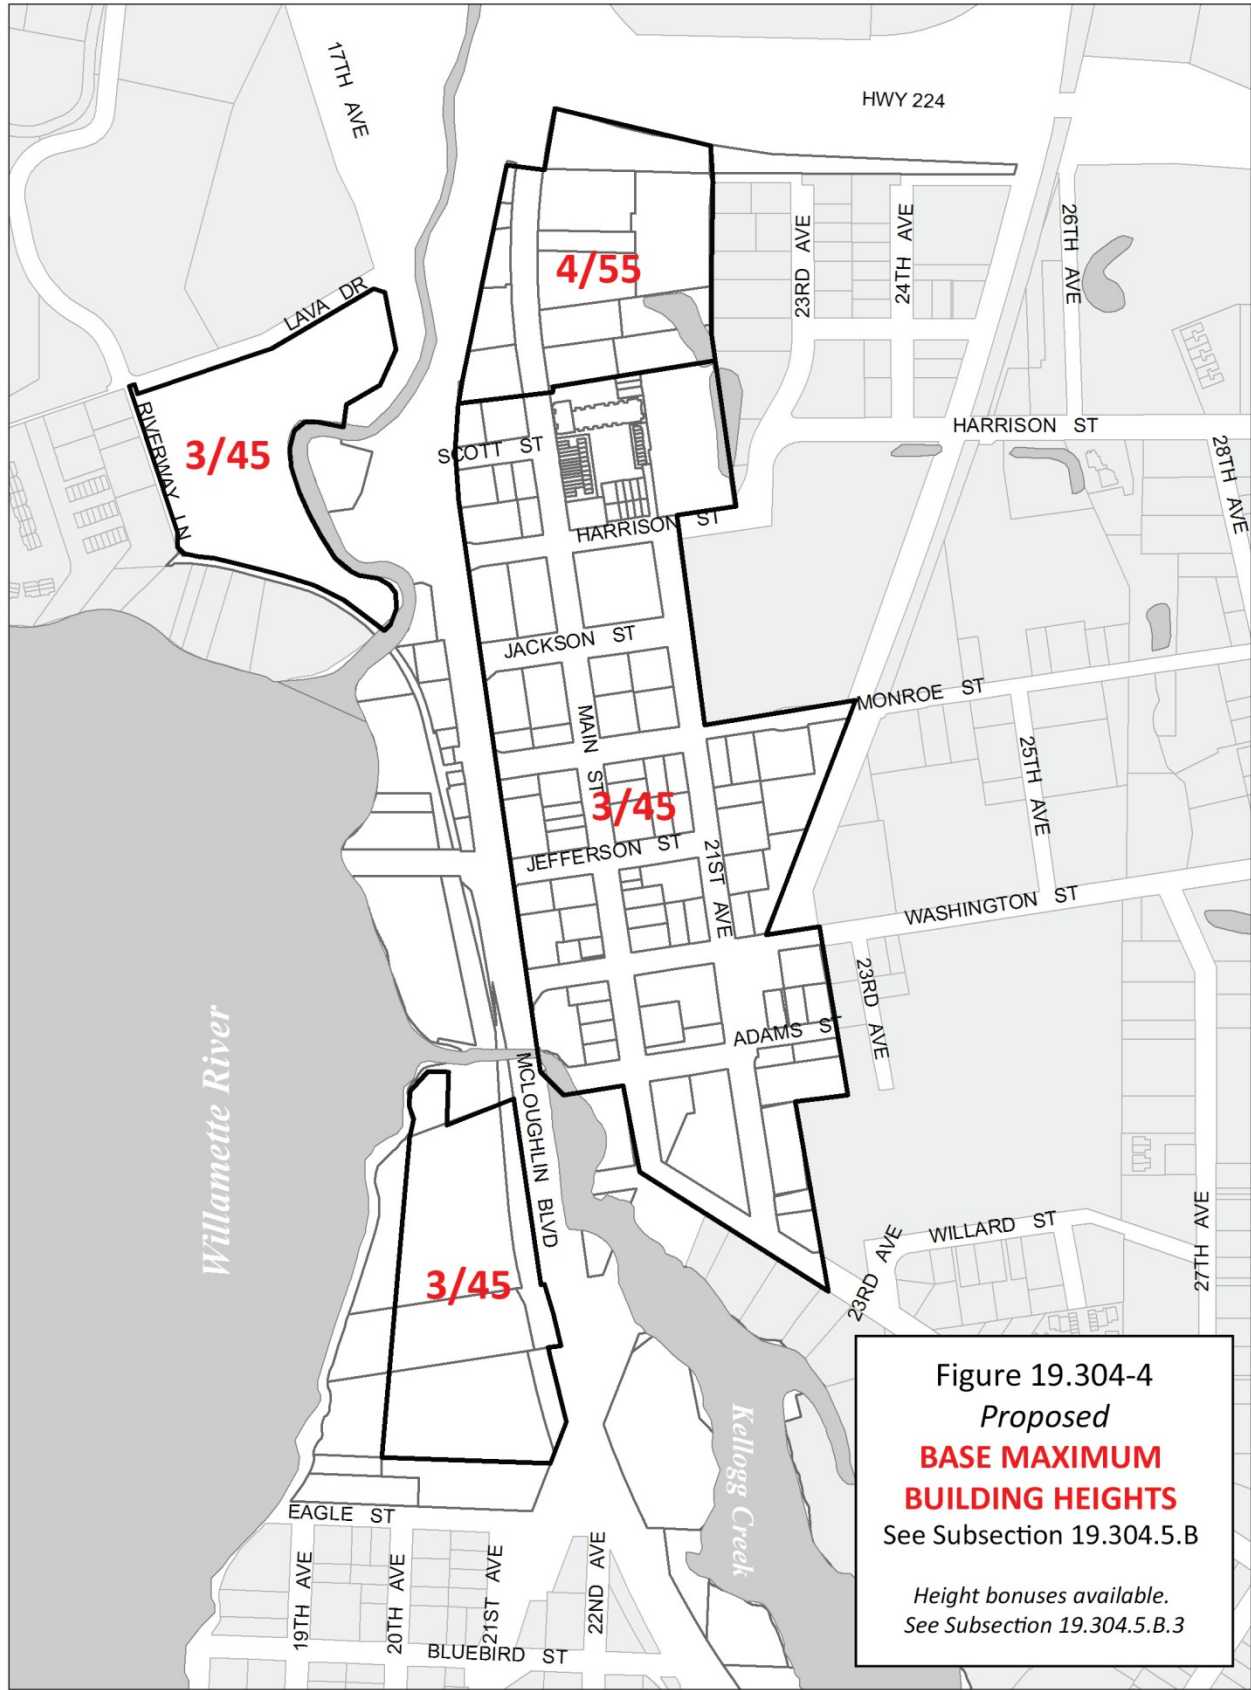 17TH AVE
HWY 224
26TH AVE
23RD AVE
24TH AVE
4/55
LAVA DR
RIVERWAY LN
3/45
SCOTT ST
HARRISON ST
28TH AVE
HARRISON ST
JACKSON ST
MONROE ST
MAIN ST
25TH AVE
3/45
JEFFERSON ST
21ST AVE
WASHINGTON ST
23RD AVE
ADAMS ST
Willamette River
MCLOUGHLIN BLVD
WILLARD ST
27TH AVE
23RD AVE
3/45
Kellogg Creek
Figure 19.304-4
Proposed
BASE MAXIMUM
BUILDING HEIGHTS
See Subsection 19.304.5.B
Height bonuses available.
See Subsection 19.304.5.B.3
EAGLE ST
19TH AVE
20TH AVE
21ST AVE
22ND AVE
BLUEBIRD ST